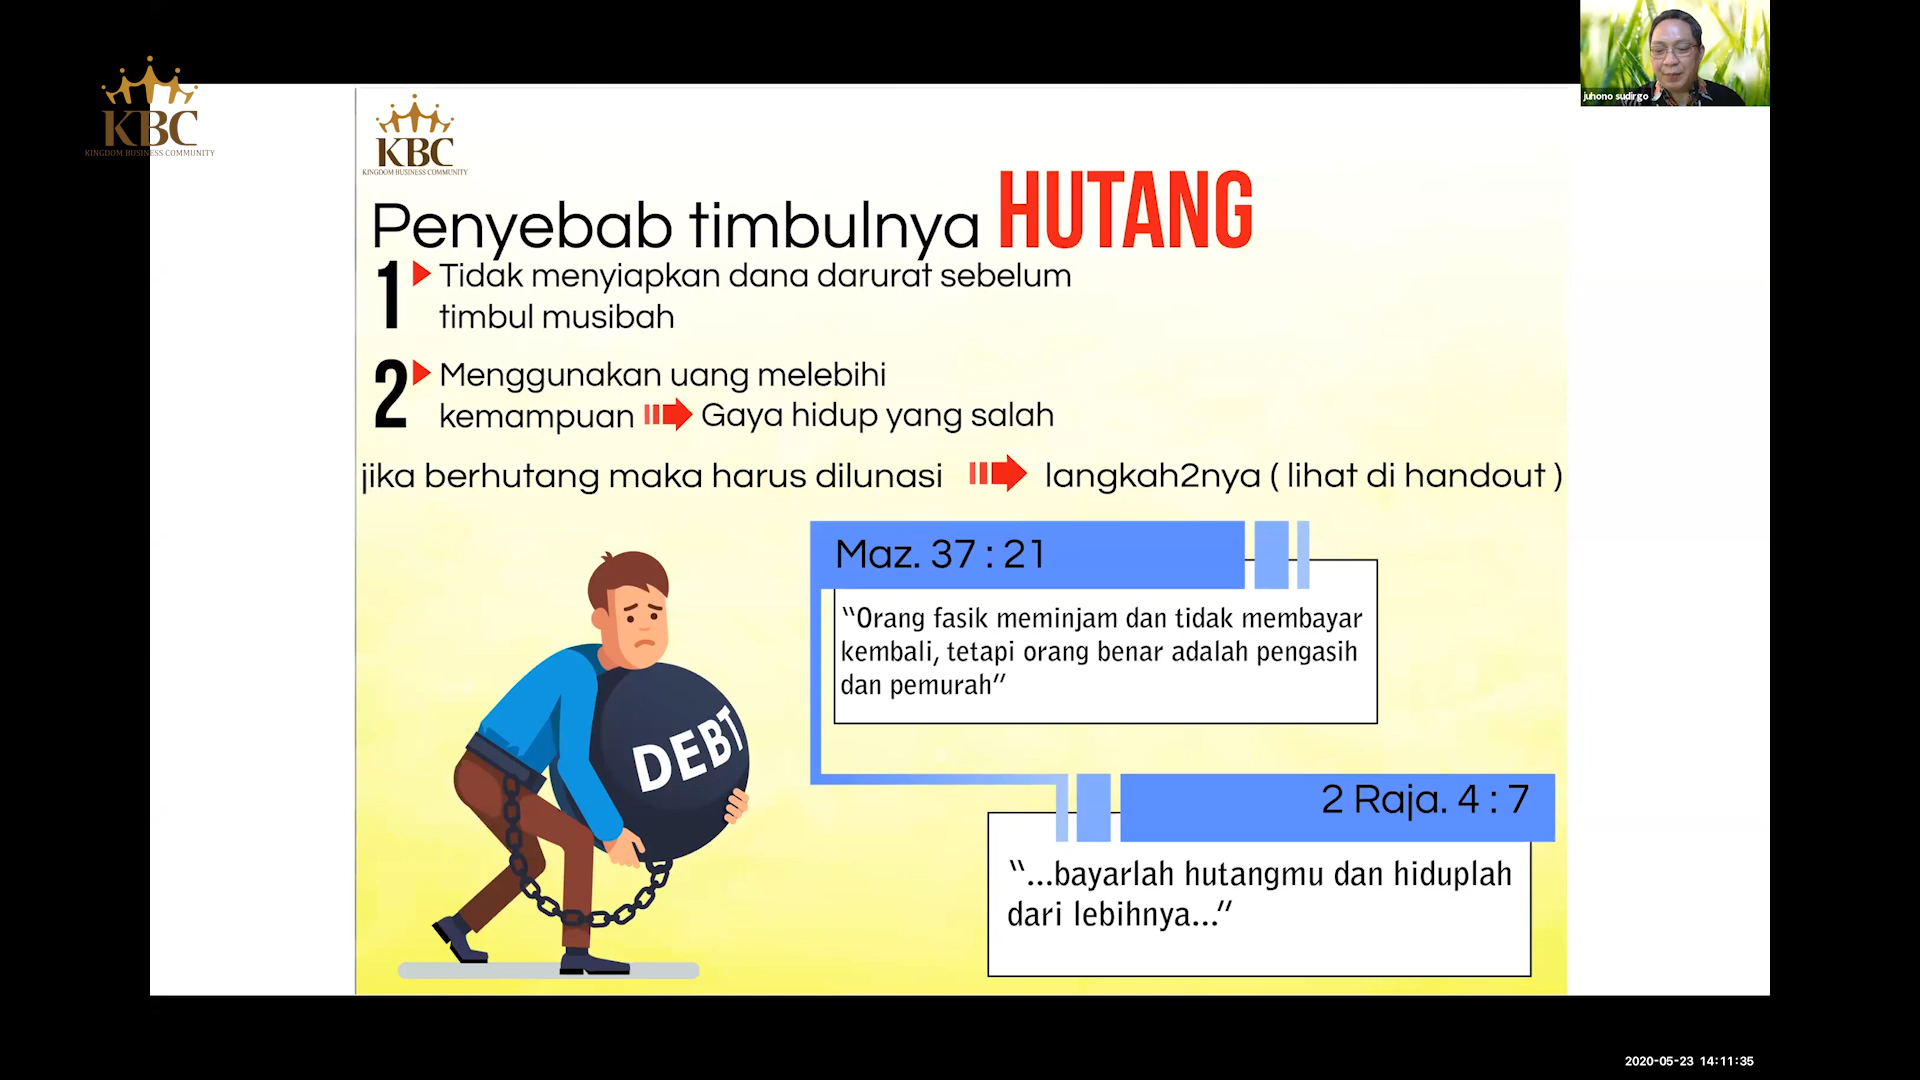 KBC
KINGDOM BUSINESS COMMUNITY
juhono sudirgo
KBC
KINGDOM BUSINESS COMMUNITY
Penyebab timbulnya HUTANG
1 Tidak menyiapkan dana darurat sebelum
timbul musibah
2 Menggunakan uang melebihi
kemampuan Gaya hidup yang salah
jika berhutang maka harus dilunasi langkah2nya ( lihat di handout )
Maz. 37 : 21
“Orang fasik meminjam dan tidak membayar
kembali, tetapi orang benar adalah pengasih
dan pemurah”
DEBT
2 Raja. 4 : 7
“...bayarlah hutangmu dan hiduplah
dari lebihnya...”
2020-05-23 14:11:35